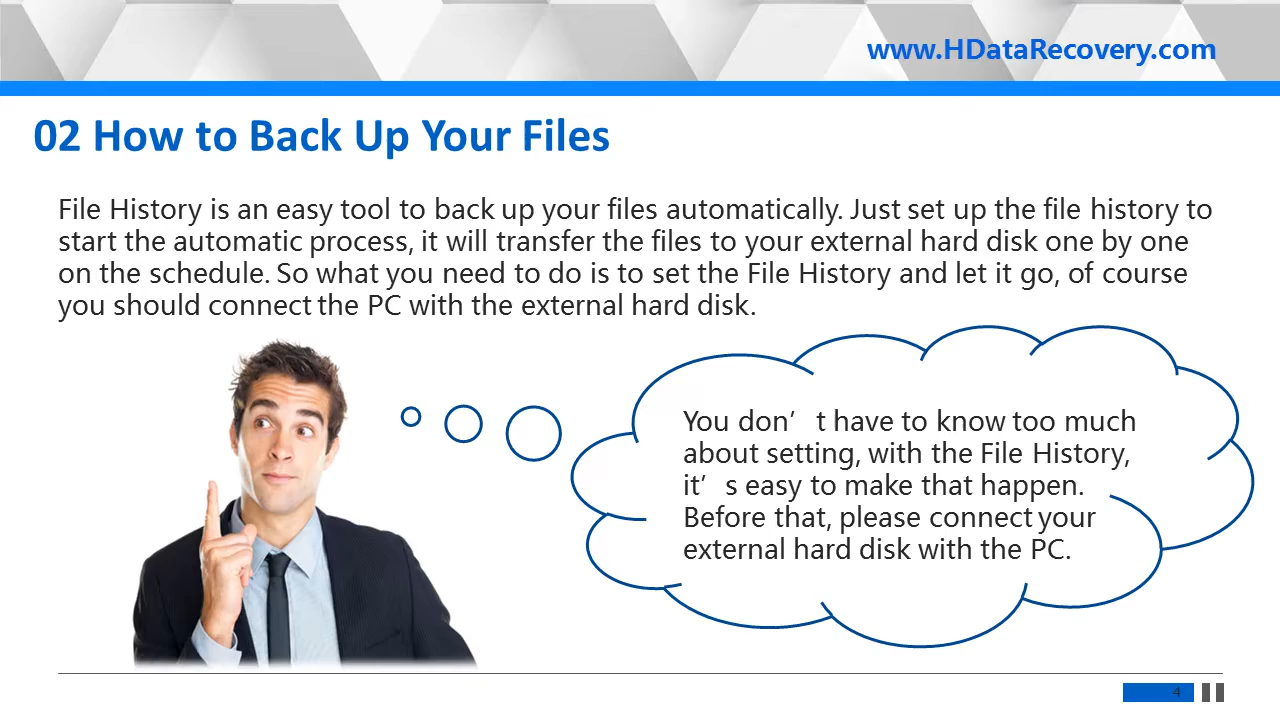 www.HDataRecovery.com
02 How to Back Up Your Files
File History is an easy tool to back up your files automatically. Just set up the file history to
start the automatic process, it will transfer the files to your external hard disk one by one
on the schedule. So what you need to do is to set the File History and let it go, of course
you should connect the PC with the external hard disk.
You don’t have to know too much
about setting, with the File History,
it’s easy to make that happen.
Before that, please connect your
external hard disk with the PC.
4